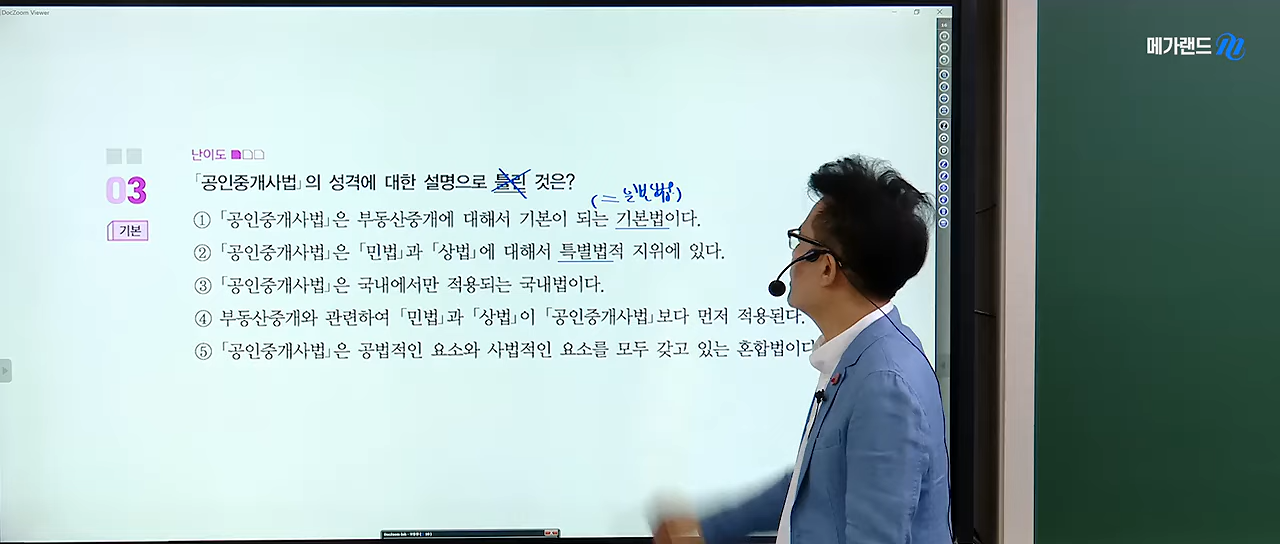 DocZoom Viewer
메가랜드
난이도
03
「공인중개사법」의 성격에 대한 설명으로 틀린 것은?
기본
① 「공인중개사법」은 부동산중개에 대해서 기본이 되는 기본법이다.
② 「공인중개사법」은 「민법」과 「상법」에 대해서 특별법적 지위에 있다.
③ 「공인중개사법」은 국내에서만 적용되는 국내법이다.
④ 부동산중개와 관련하여 「민법」과 「상법」이 「공인중개사법」보다 먼저 적용된다.
⑤ 「공인중개사법」은 공법적인 요소와 사법적인 요소를 모두 갖고 있는 혼합법이다